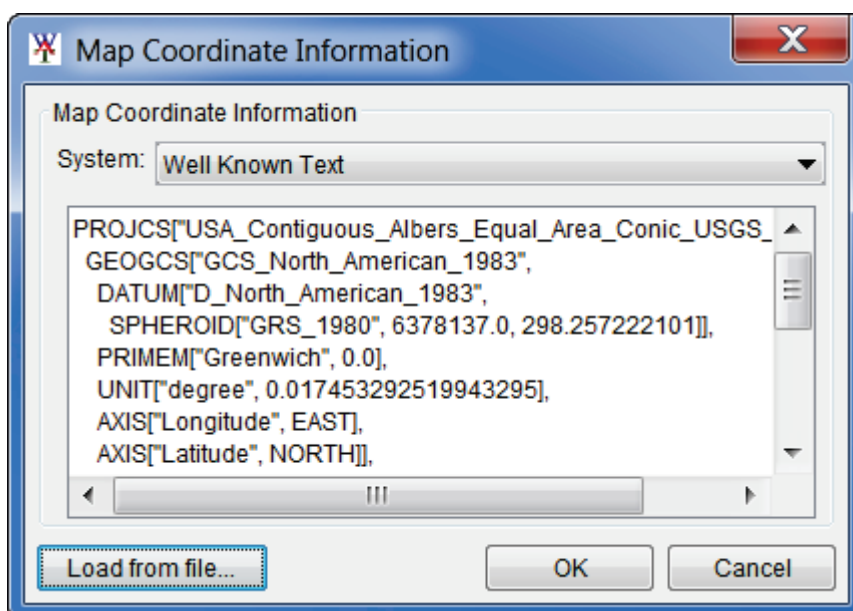 Map Coordinate Information
Map Coordinate Information
System: Well Known Text
PROJCS["USA_Contiguous_Albers_Equal_Area_Conic_USGS_
GEOGCS["GCS_North_American_1983",
DATUM["D_North_American_1983",
SPHEROID["GRS_1980", 6378137.0, 298.257222101]],
PRIMEM["Greenwich", 0.0],
UNIT["degree", 0.017453292519943295],
AXIS["Longitude", EAST],
AXIS["Latitude", NORTH]],
Load from file... OK Cancel